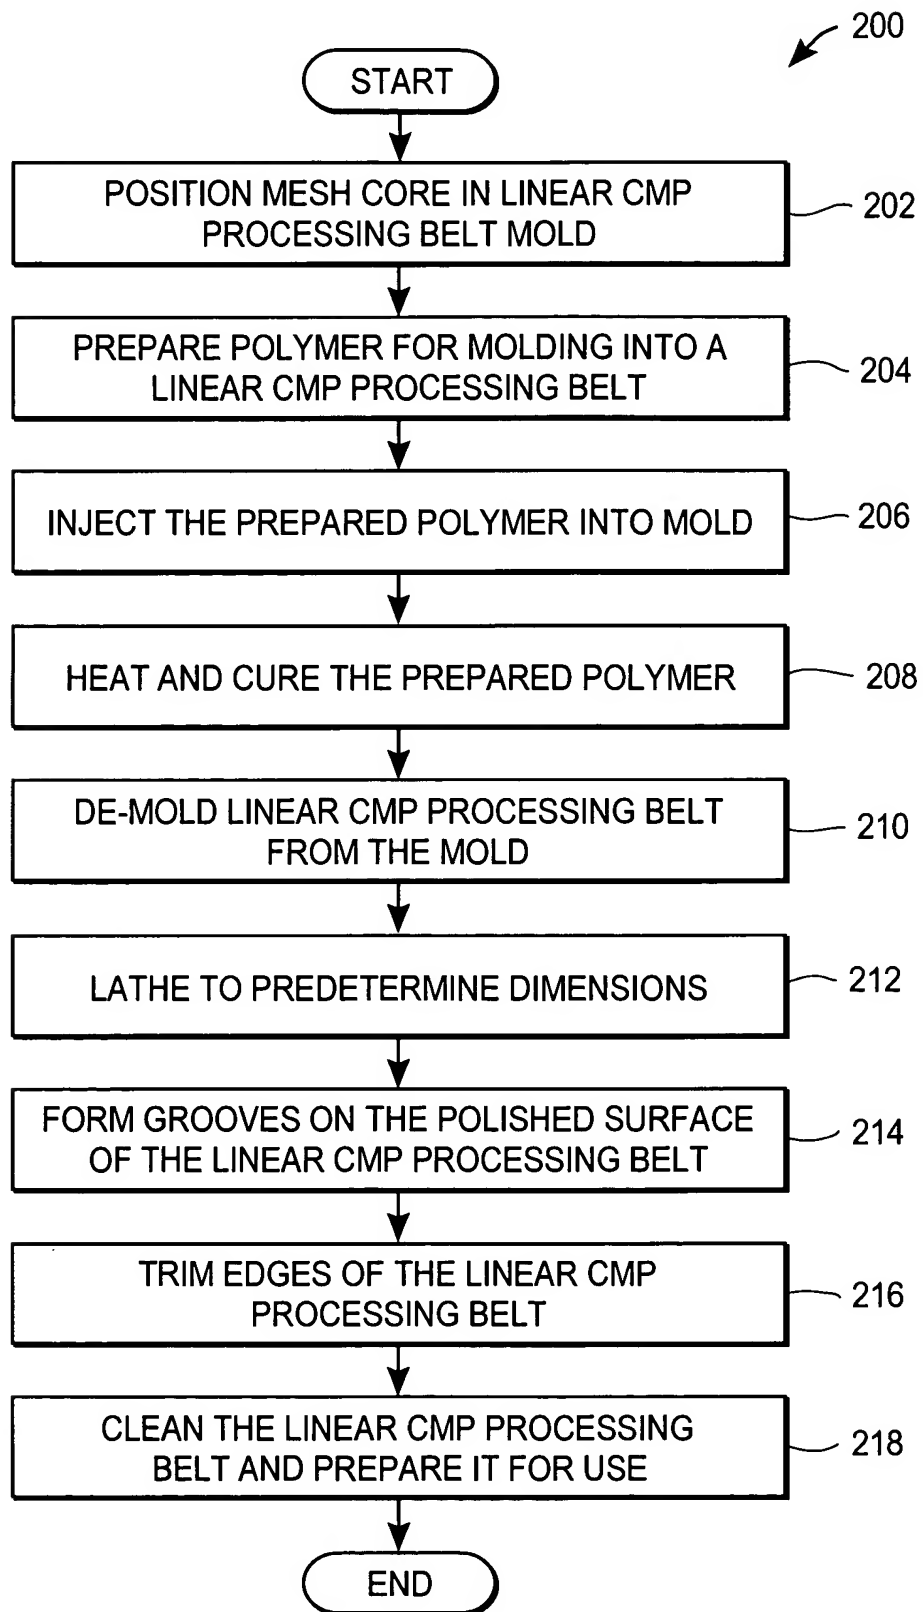 200
START
POSITION MESH CORE IN LINEAR CMP
PROCESSING BELT MOLD
202
PREPARE POLYMER FOR MOLDING INTO A
LINEAR CMP PROCESSING BELT
204
INJECT THE PREPARED POLYMER INTO MOLD
206
HEAT AND CURE THE PREPARED POLYMER
208
DE-MOLD LINEAR CMP PROCESSING BELT
FROM THE MOLD
210
LATHE TO PREDETERMINE DIMENSIONS
212
FORM GROOVES ON THE POLISHED SURFACE
OF THE LINEAR CMP PROCESSING BELT
214
TRIM EDGES OF THE LINEAR CMP
PROCESSING BELT
216
CLEAN THE LINEAR CMP PROCESSING
BELT AND PREPARE IT FOR USE
218
END